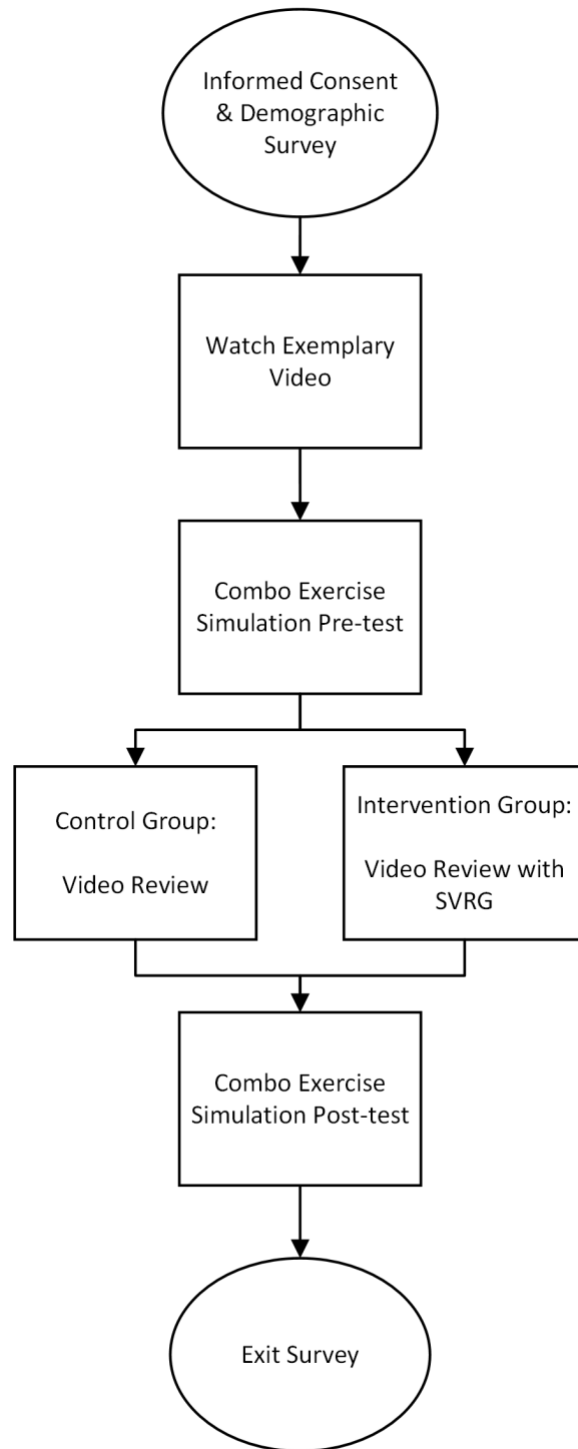 Informed Consent
& Demographic
Survey
Watch Exemplary
Video
Combo Exercise
Simulation Pre-test
Control Group:
Video Review
Intervention Group:
Video Review with
SVRG
Combo Exercise
Simulation Post-test
Exit Survey